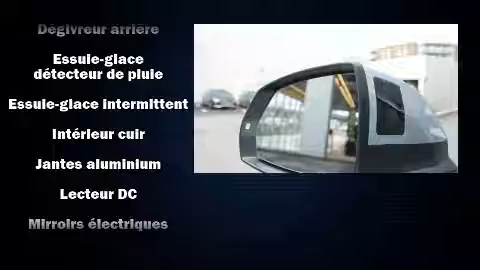 Dégivreur arrière
Essuie-glace
détecteur de pluie
Essuie-glace intermittent
Intérieur cuir
Jantes aluminium
Lecteur DC
Mirroirs électriques